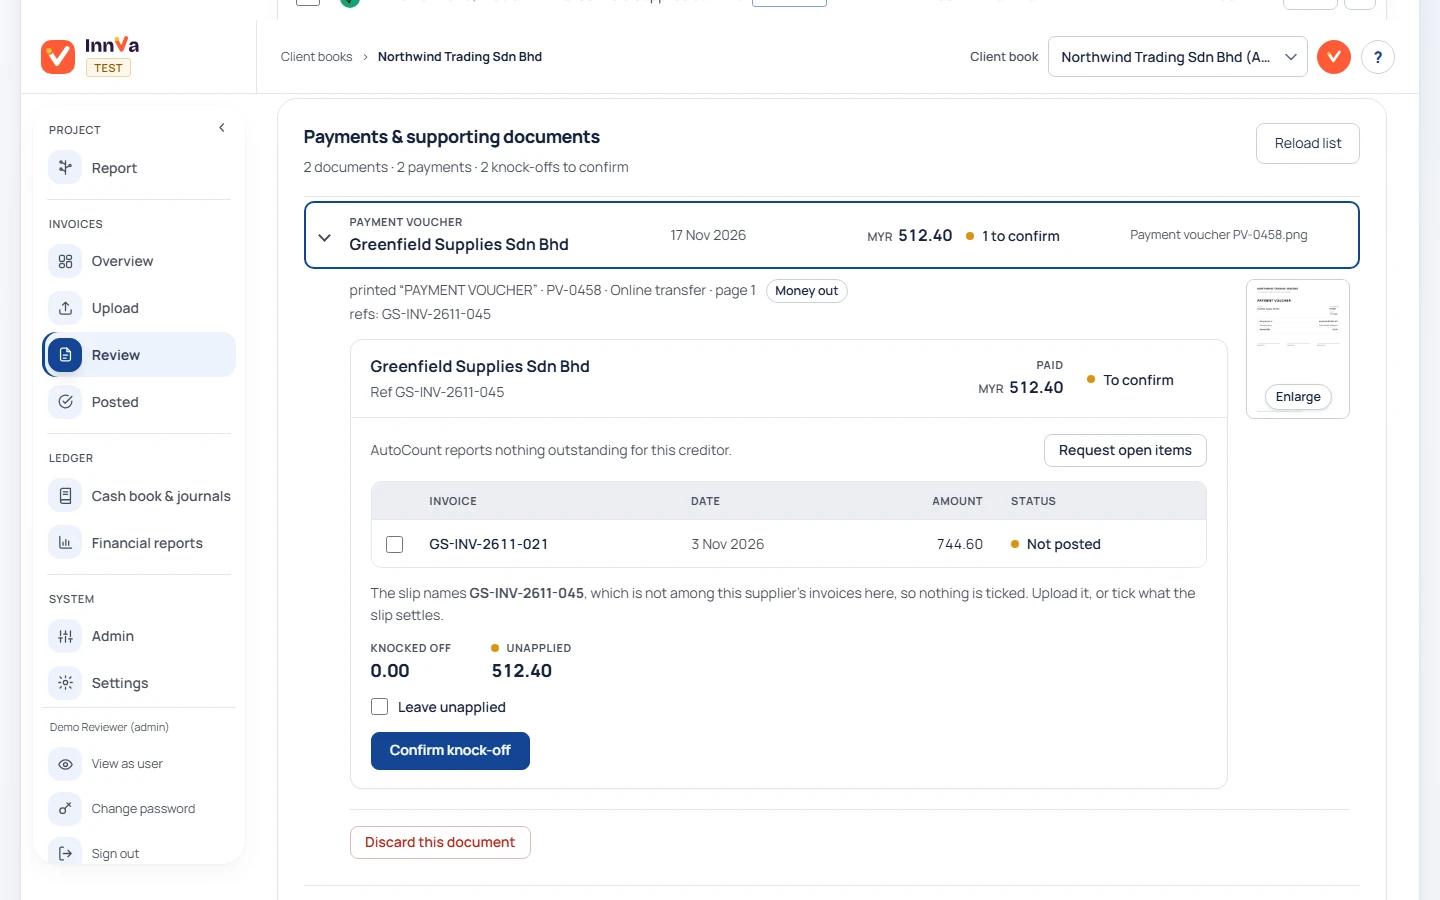 InnVa
TEST
Client books › Northwind Trading Sdn Bhd
Client book
Northwind Trading Sdn Bhd (A...
?
PROJECT
Report
INVOICES
Overview
Upload
Review
Posted
LEDGER
Cash book & journals
Financial reports
SYSTEM
Admin
Settings
Demo Reviewer (admin)
View as user
Change password
Sign out
Payments & supporting documents
2 documents · 2 payments · 2 knock-offs to confirm
Reload list
PAYMENT VOUCHER
Greenfield Supplies Sdn Bhd
17 Nov 2026
MYR 512.40
1 to confirm
Payment voucher PV-0458.png
printed “PAYMENT VOUCHER” · PV-0458 · Online transfer · page 1
Money out
refs: GS-INV-2611-045
PAYMENT VOUCHER
Enlarge
Greenfield Supplies Sdn Bhd
Ref GS-INV-2611-045
PAID
MYR 512.40
To confirm
AutoCount reports nothing outstanding for this creditor.
Request open items
INVOICE DATE AMOUNT STATUS
GS-INV-2611-021 3 Nov 2026 744.60 Not posted
The slip names GS-INV-2611-045, which is not among this supplier’s invoices here, so nothing is ticked. Upload it, or tick what the
slip settles.
KNOCKED OFF
0.00
UNAPPLIED
512.40
Leave unapplied
Confirm knock-off
Discard this document